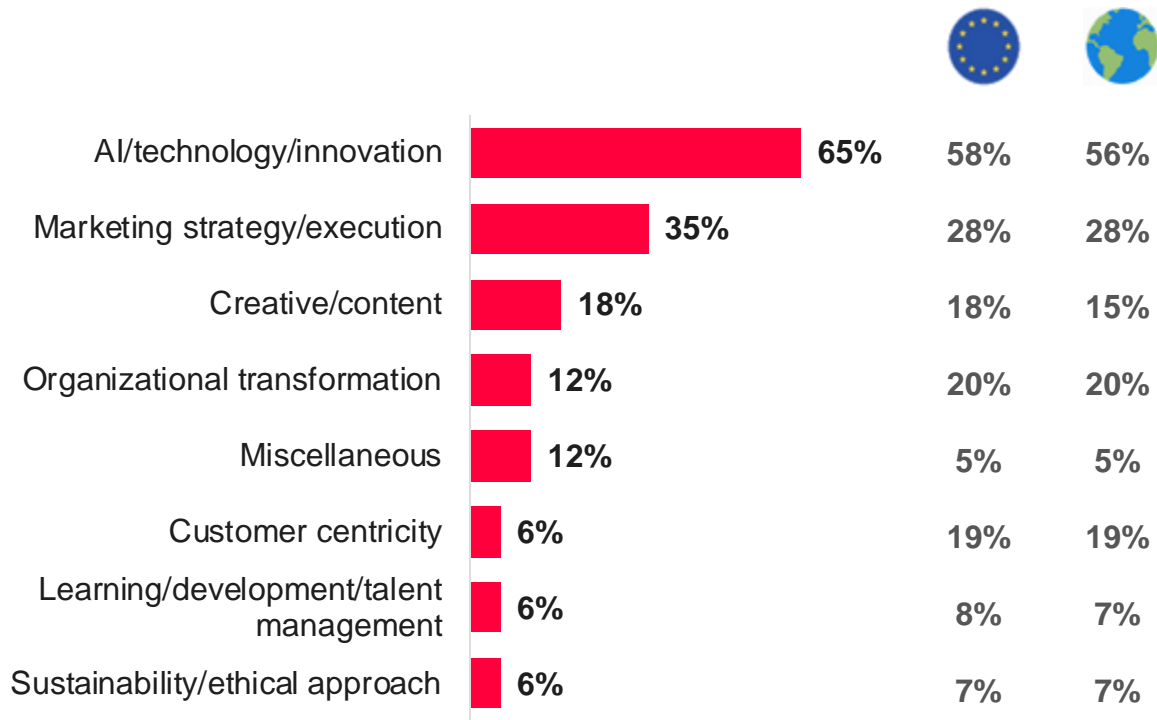 AI/technology/innovation 65% 58% 56%
Marketing strategy/execution 35% 28% 28%
Creative/content 18% 18% 15%
Organizational transformation 12% 20% 20%
Miscellaneous 12% 5% 5%
Customer centricity 6% 19% 19%
Learning/development/talent
management 6% 8% 7%
Sustainability/ethical approach 6% 7% 7%